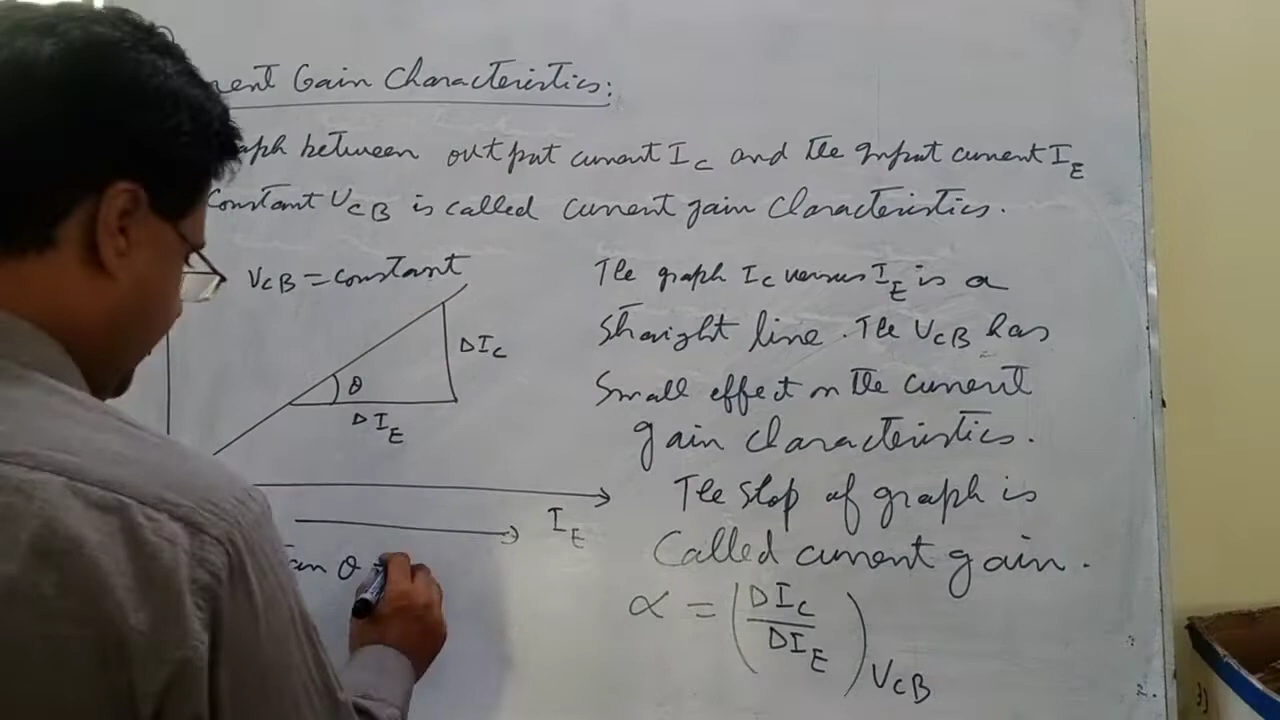 rent Gain Characteristics:
aph between output current I_C and the input current I_E
Constant V_CB is called current gain characteristics.
V_CB = constant
ΔI_C
θ
ΔI_E
I_E
Tan θ =
The graph I_C versus I_E is a
straight line. The V_CB has
small effect on the current
gain characteristics.
The slop of graph is
Called current gain.
α = (ΔI_C / ΔI_E)_V_CB